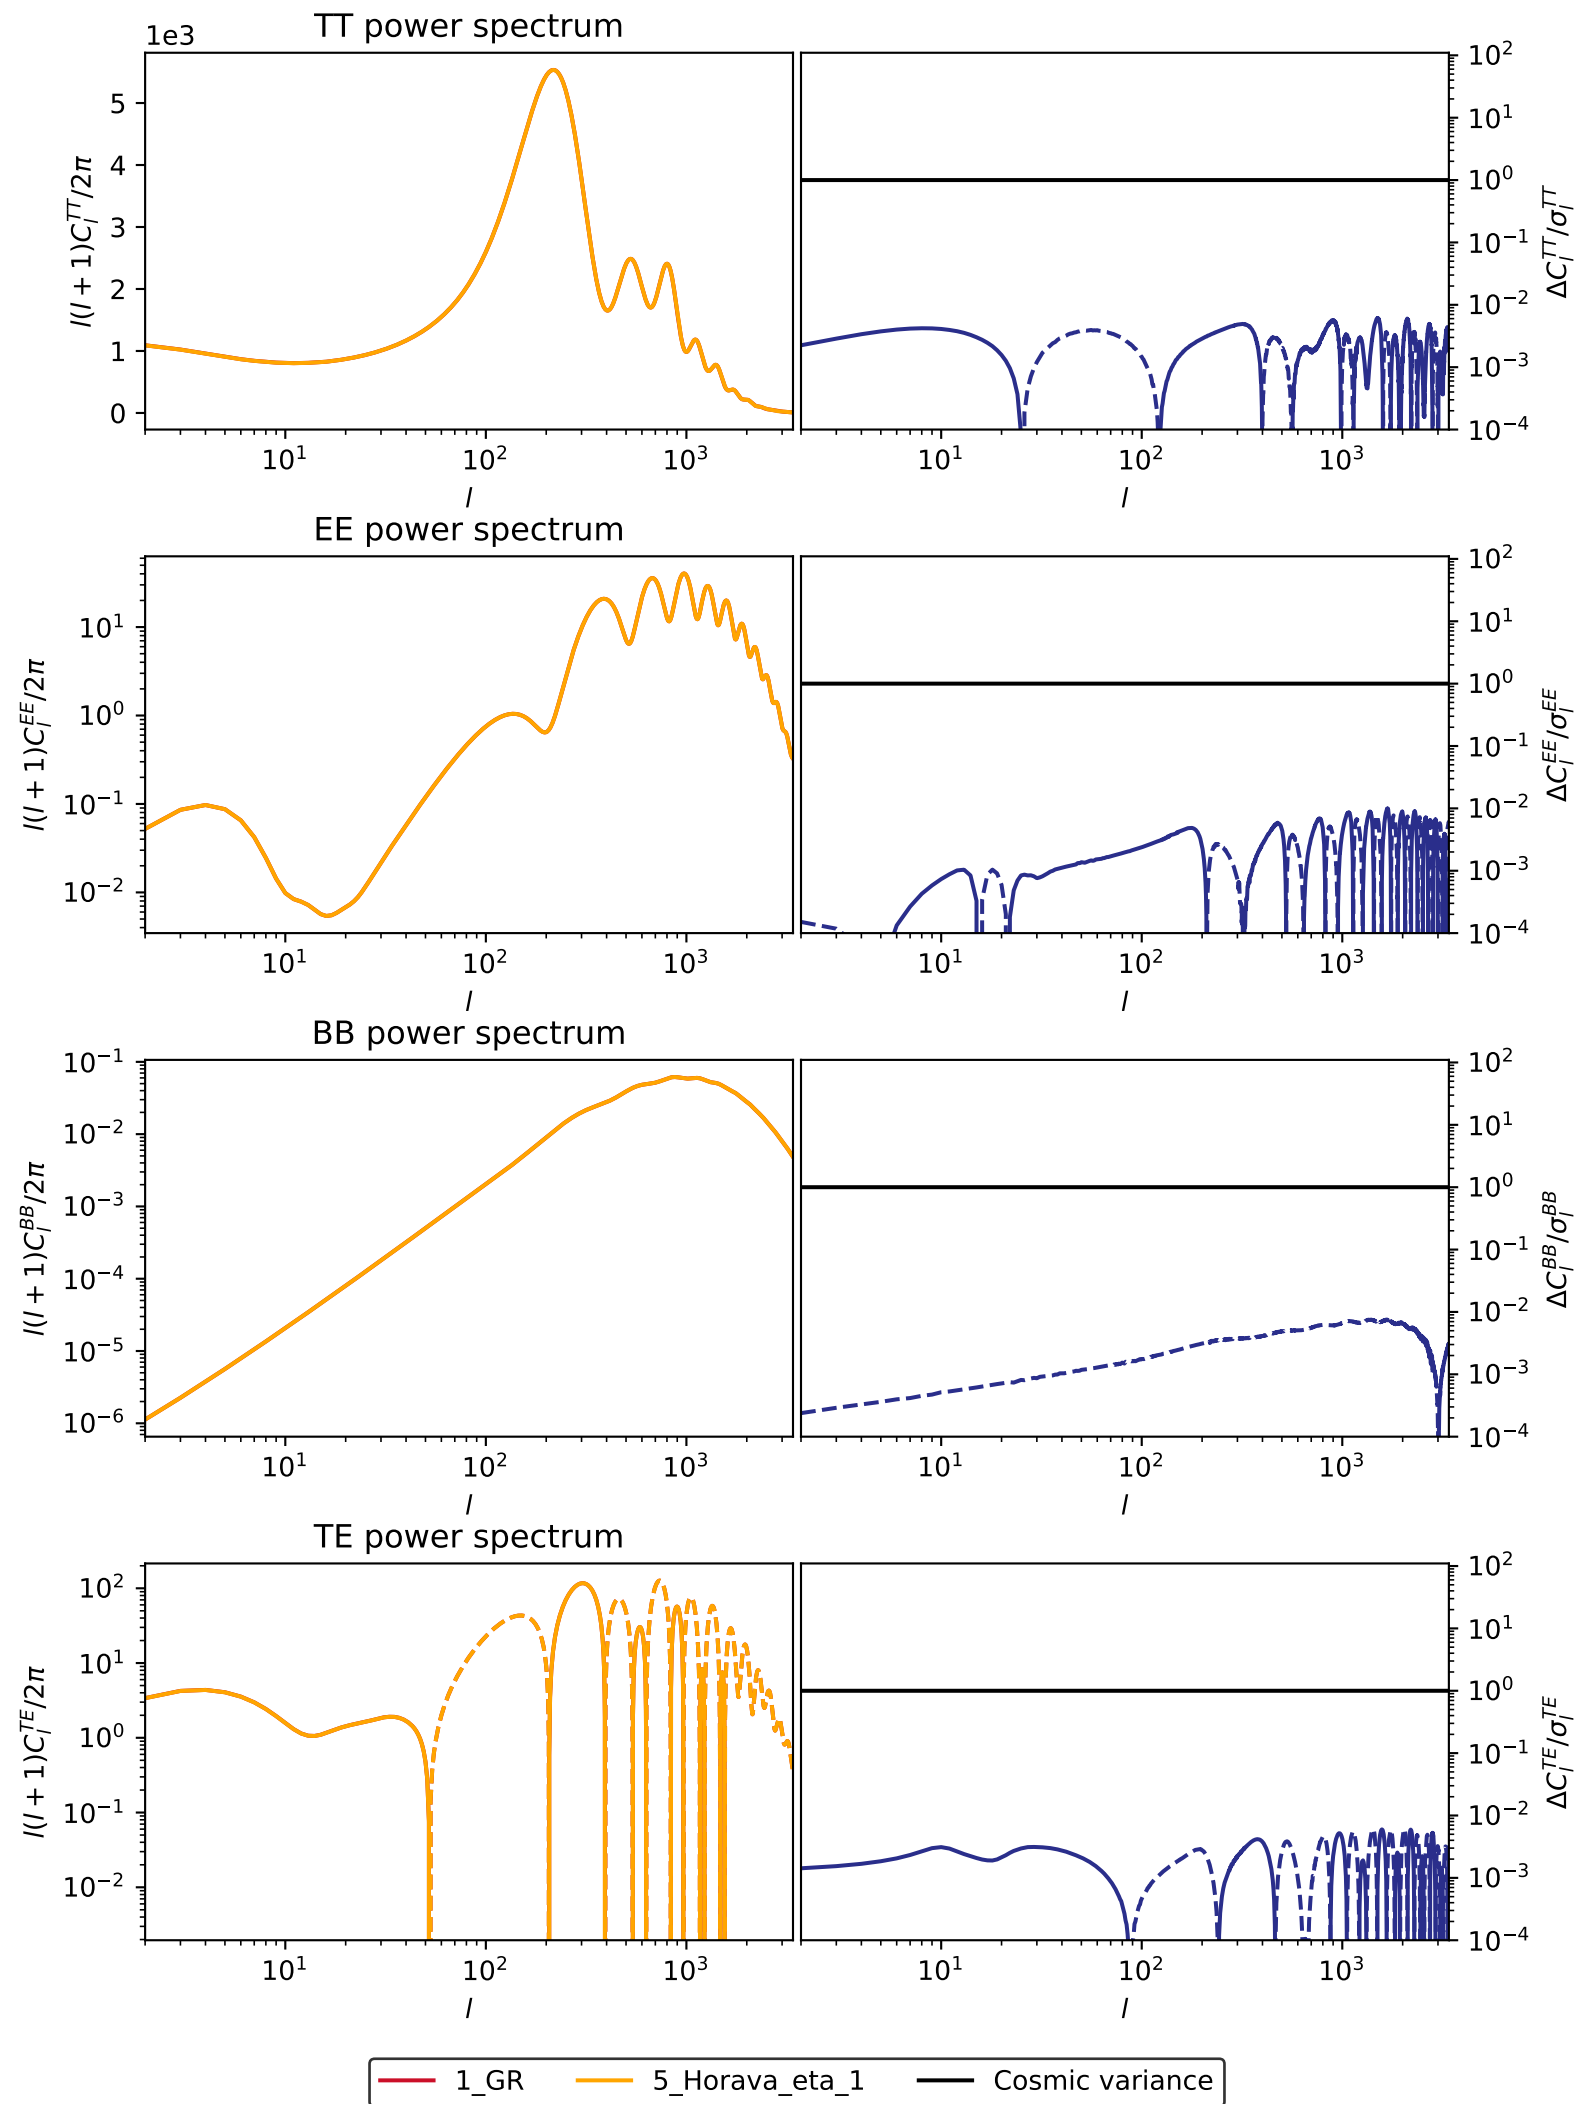 TT power spectrum
1e3
5
4
3
2
1
0
l(l + 1)C_l^{TT}/2π
10^1 10^2 10^3
l
10^2
10^1
10^0
10^{-1}
10^{-2}
10^{-3}
10^{-4}
ΔC_l^{TT}/σ_l^{TT}
10^1 10^2 10^3
l
EE power spectrum
10^1
10^0
10^{-1}
10^{-2}
l(l + 1)C_l^{EE}/2π
10^1 10^2 10^3
l
10^2
10^1
10^0
10^{-1}
10^{-2}
10^{-3}
10^{-4}
ΔC_l^{EE}/σ_l^{EE}
10^1 10^2 10^3
l
BB power spectrum
10^{-1}
10^{-2}
10^{-3}
10^{-4}
10^{-5}
10^{-6}
l(l + 1)C_l^{BB}/2π
10^1 10^2 10^3
l
10^2
10^1
10^0
10^{-1}
10^{-2}
10^{-3}
10^{-4}
ΔC_l^{BB}/σ_l^{BB}
10^1 10^2 10^3
l
TE power spectrum
10^2
10^1
10^0
10^{-1}
10^{-2}
l(l + 1)C_l^{TE}/2π
10^1 10^2 10^3
l
10^2
10^1
10^0
10^{-1}
10^{-2}
10^{-3}
10^{-4}
ΔC_l^{TE}/σ_l^{TE}
10^1 10^2 10^3
l
1_GR 5_Horava_eta_1 Cosmic variance